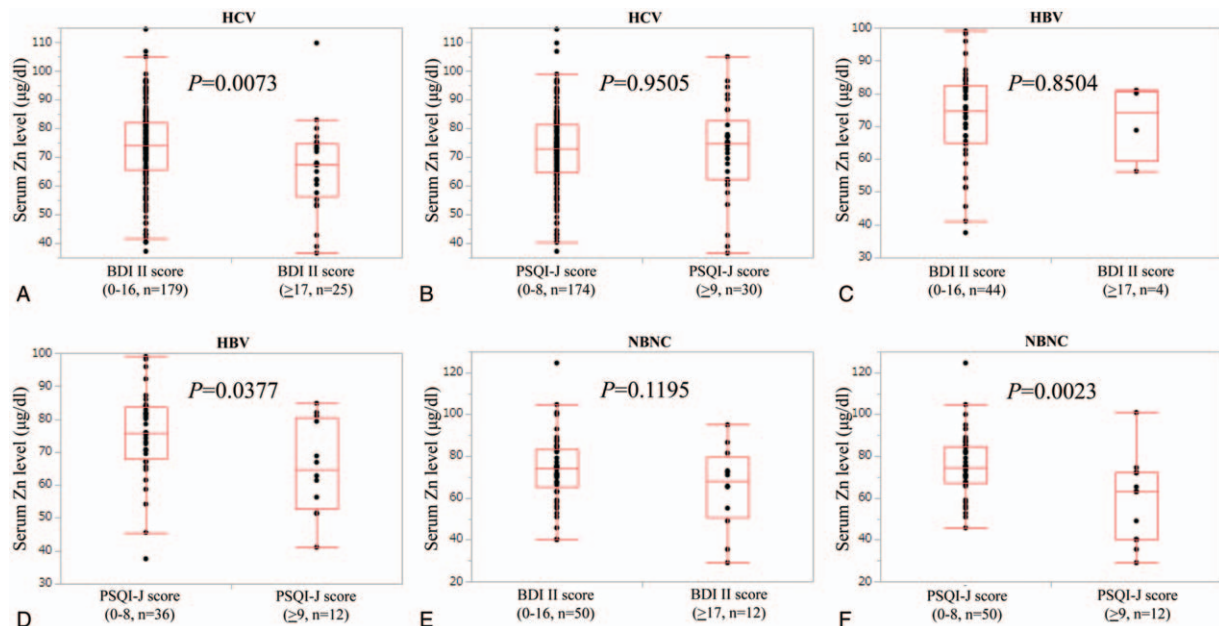 HCV
Serum Zn level (μg/dl)
110
100
90
80
70
60
50
40
P=0.0073
BDI II score
(0-16, n=179)
BDI II score
(≥17, n=25)
A
HCV
Serum Zn level (μg/dl)
110
100
90
80
70
60
50
40
P=0.9505
PSQI-J score
(0-8, n=174)
PSQI-J score
(≥9, n=30)
B
HBV
Serum Zn level (μg/dl)
100
90
80
70
60
50
40
30
P=0.8504
BDI II score
(0-16, n=44)
BDI II score
(≥17, n=4)
C
HBV
Serum Zn level (μg/dl)
100
90
80
70
60
50
40
30
P=0.0377
PSQI-J score
(0-8, n=36)
PSQI-J score
(≥9, n=12)
D
NBNC
Serum Zn level (μg/dl)
120
100
80
60
40
20
P=0.1195
BDI II score
(0-16, n=50)
BDI II score
(≥17, n=12)
E
NBNC
Serum Zn level (μg/dl)
120
100
80
60
40
20
P=0.0023
PSQI-J score
(0-8, n=50)
PSQI-J score
(≥9, n=12)
F